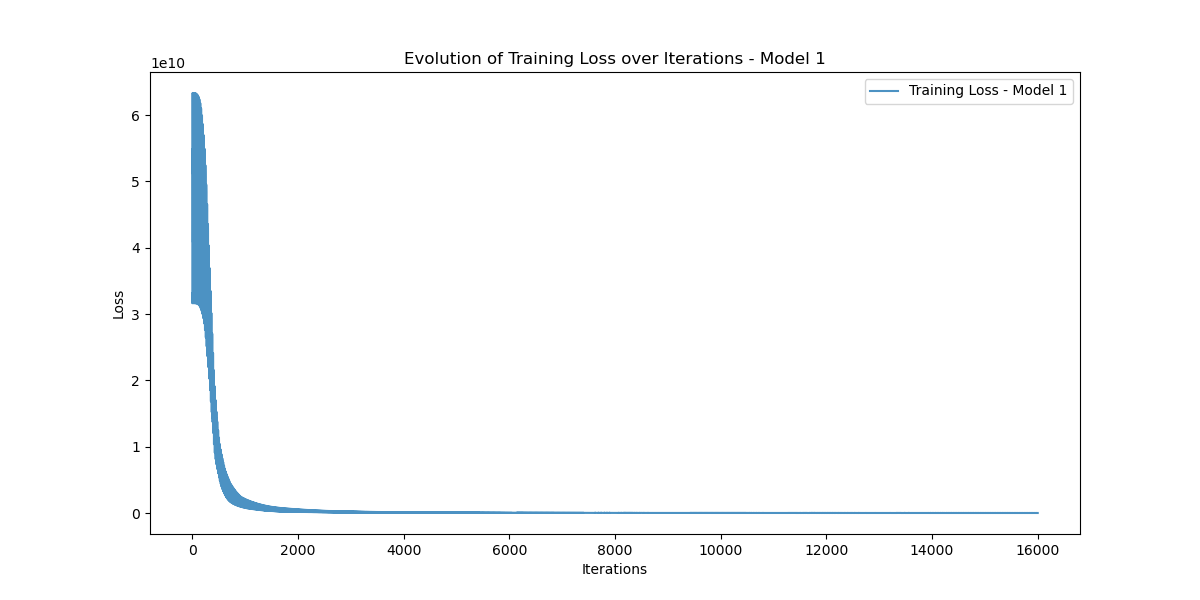 Evolution of Training Loss over Iterations - Model 1
1e10
Training Loss - Model 1
6
5
4
3
2
1
0
Loss
0 2000 4000 6000 8000 10000 12000 14000 16000
Iterations